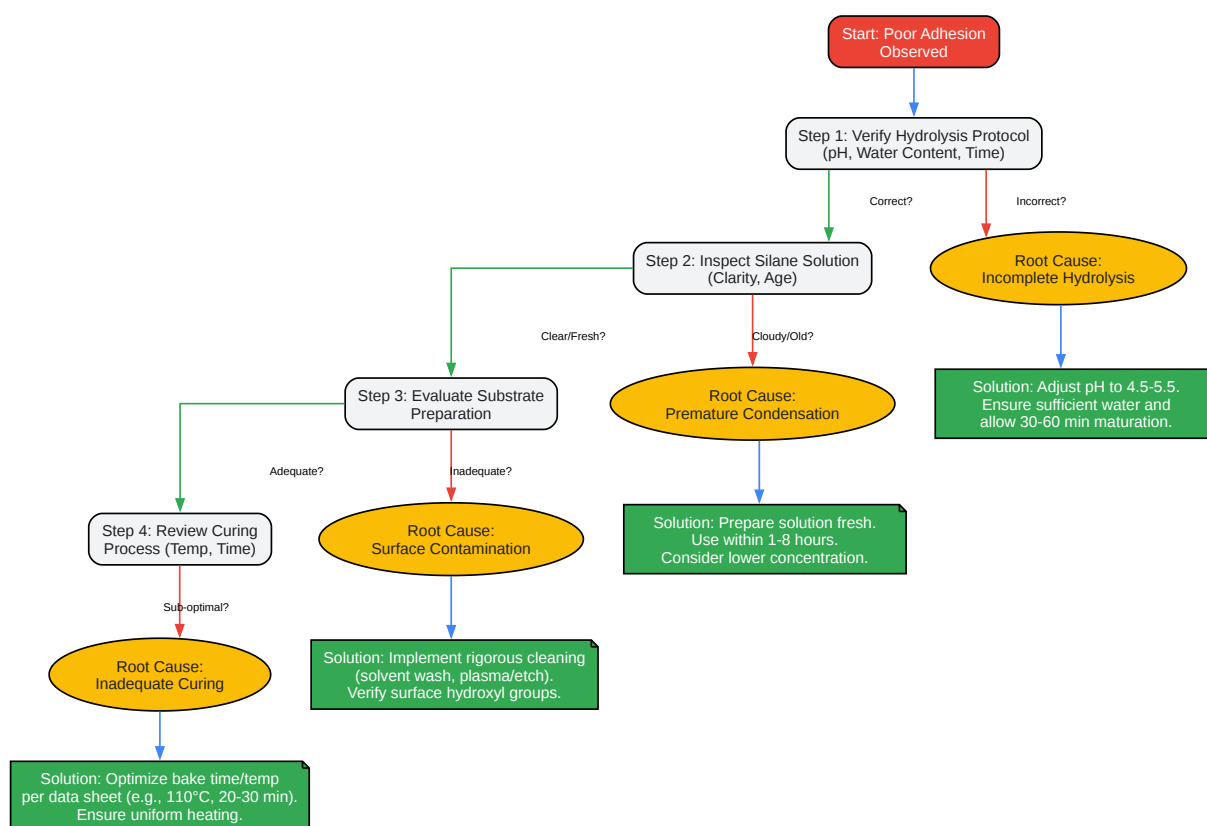 Start: Poor Adhesion
Observed
Step 1: Verify Hydrolysis Protocol
(pH, Water Content, Time)
Correct?
Incorrect?
Step 2: Inspect Silane Solution
(Clarity, Age)
Root Cause:
Incomplete Hydrolysis
Clear/Fresh?
Cloudy/Old?
Step 3: Evaluate Substrate
Preparation
Root Cause:
Premature Condensation
Solution: Adjust pH to 4.5-5.5.
Ensure sufficient water and
allow 30-60 min maturation.
Adequate?
Inadequate?
Step 4: Review Curing
Process (Temp, Time)
Root Cause:
Surface Contamination
Solution: Prepare solution fresh.
Use within 1-8 hours.
Consider lower concentration.
Sub-optimal?
Root Cause:
Inadequate Curing
Solution: Implement rigorous cleaning
(solvent wash, plasma/etch).
Verify surface hydroxyl groups.
Solution: Optimize bake time/temp
per data sheet (e.g., 110°C, 20-30 min).
Ensure uniform heating.